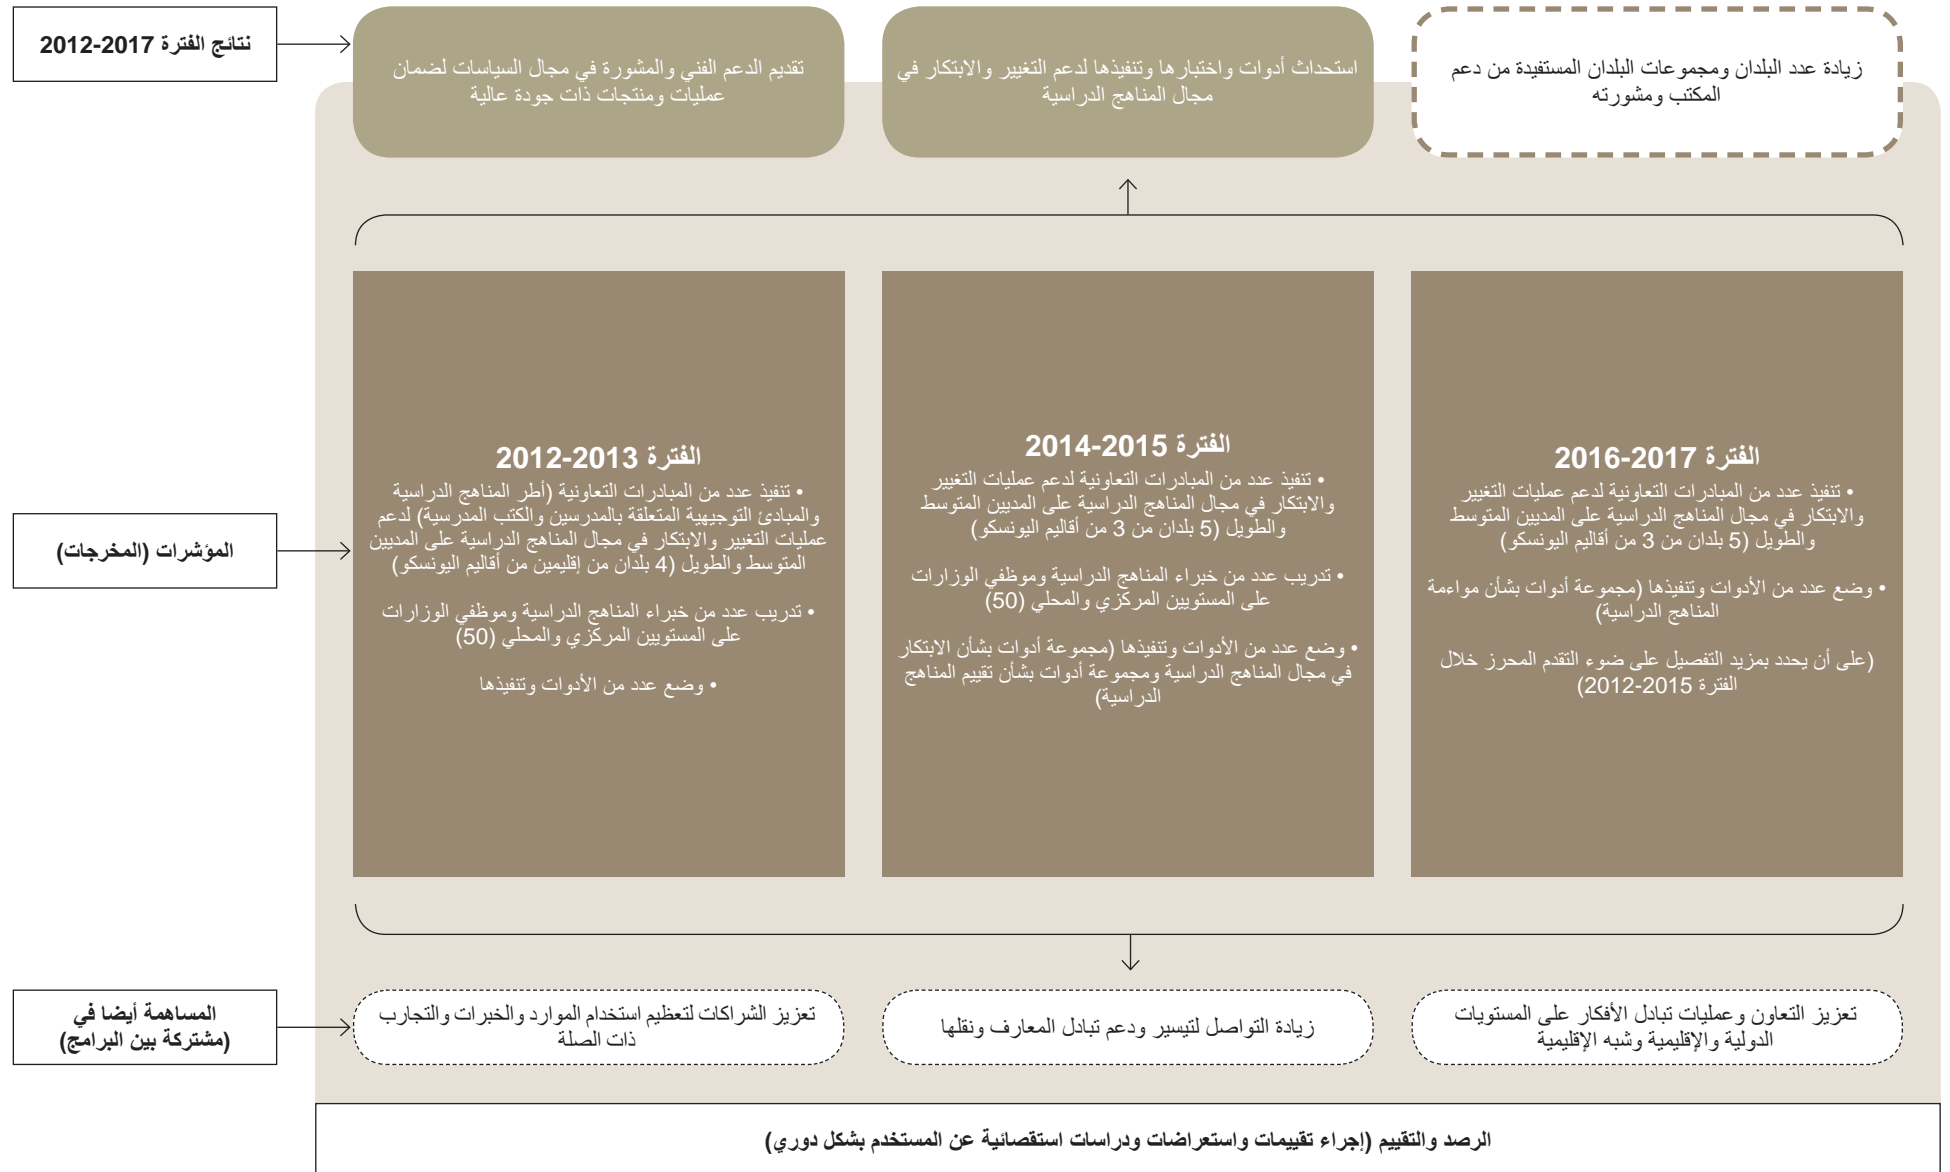 نتائج الفترة 2012-2017
تقديم الدعم الفني والمشورة في مجال السياسات لضمان
عمليات ومنتجات ذات جودة عالية
استحداث أدوات واختبارها وتنفيذها لدعم التغيير والابتكار في
مجال المناهج الدراسية
زيادة عدد البلدان ومجموعات البلدان المستفيدة من دعم
المكتب ومشورته
المؤشرات (المخرجات)
الفترة 2012-2013
• تنفيذ عدد من المبادرات التعاونية (أطر المناهج الدراسية
والمبادئ التوجيهية المتعلقة بالمدرسين والكتب المدرسية) لدعم
عمليات التغيير والابتكار في مجال المناهج الدراسية على المديين
المتوسط والطويل (4 بلدان من إقليمين من أقاليم اليونسكو)
• تدريب عدد من خبراء المناهج الدراسية وموظفي الوزارات
على المستويين المركزي والمحلي (50)
• وضع عدد من الأدوات وتنفيذها
الفترة 2014-2015
• تنفيذ عدد من المبادرات التعاونية لدعم عمليات التغيير
والابتكار في مجال المناهج الدراسية على المديين المتوسط
والطويل (5 بلدان من 3 من أقاليم اليونسكو)
• تدريب عدد من خبراء المناهج الدراسية وموظفي الوزارات
على المستويين المركزي والمحلي (50)
• وضع عدد من الأدوات وتنفيذها (مجموعة أدوات بشأن الابتكار
في مجال المناهج الدراسية ومجموعة أدوات بشأن تقييم المناهج
الدراسية)
الفترة 2016-2017
• تنفيذ عدد من المبادرات التعاونية لدعم عمليات التغيير
والابتكار في مجال المناهج الدراسية على المديين المتوسط
والطويل (5 بلدان من 3 من أقاليم اليونسكو)
• وضع عدد من الأدوات وتنفيذها (مجموعة أدوات بشأن مواءمة
المناهج الدراسية)
(على أن يحدد بمزيد التفصيل على ضوء التقدم المحرز خلال
الفترة 2012-2015)
المساهمة أيضا في
(مشتركة بين البرامج)
تعزيز الشراكات لتعظيم استخدام الموارد والخبرات والتجارب
ذات الصلة
زيادة التواصل لتيسير ودعم تبادل المعارف ونقلها
تعزيز التعاون وعمليات تبادل الأفكار على المستويات
الدولية والإقليمية وشبه الإقليمية
الرصد والتقييم (إجراء تقييمات واستعراضات ودراسات استقصائية عن المستخدم بشكل دوري)